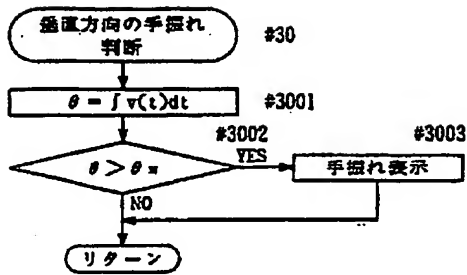 垂直方向の手振れ
判断
#30
θ = ∫ v(t)dt
#3001
#3002
#3003
θ > θ
YES
手振れ表示
NO
リターン